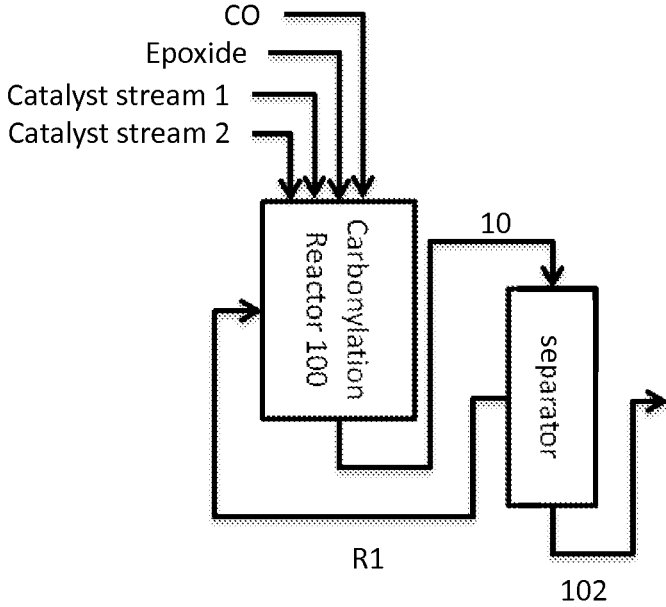 CO
Epoxide
Catalyst stream 1
Catalyst stream 2
Carbonylation
Reactor 100
10
separator
R1
102